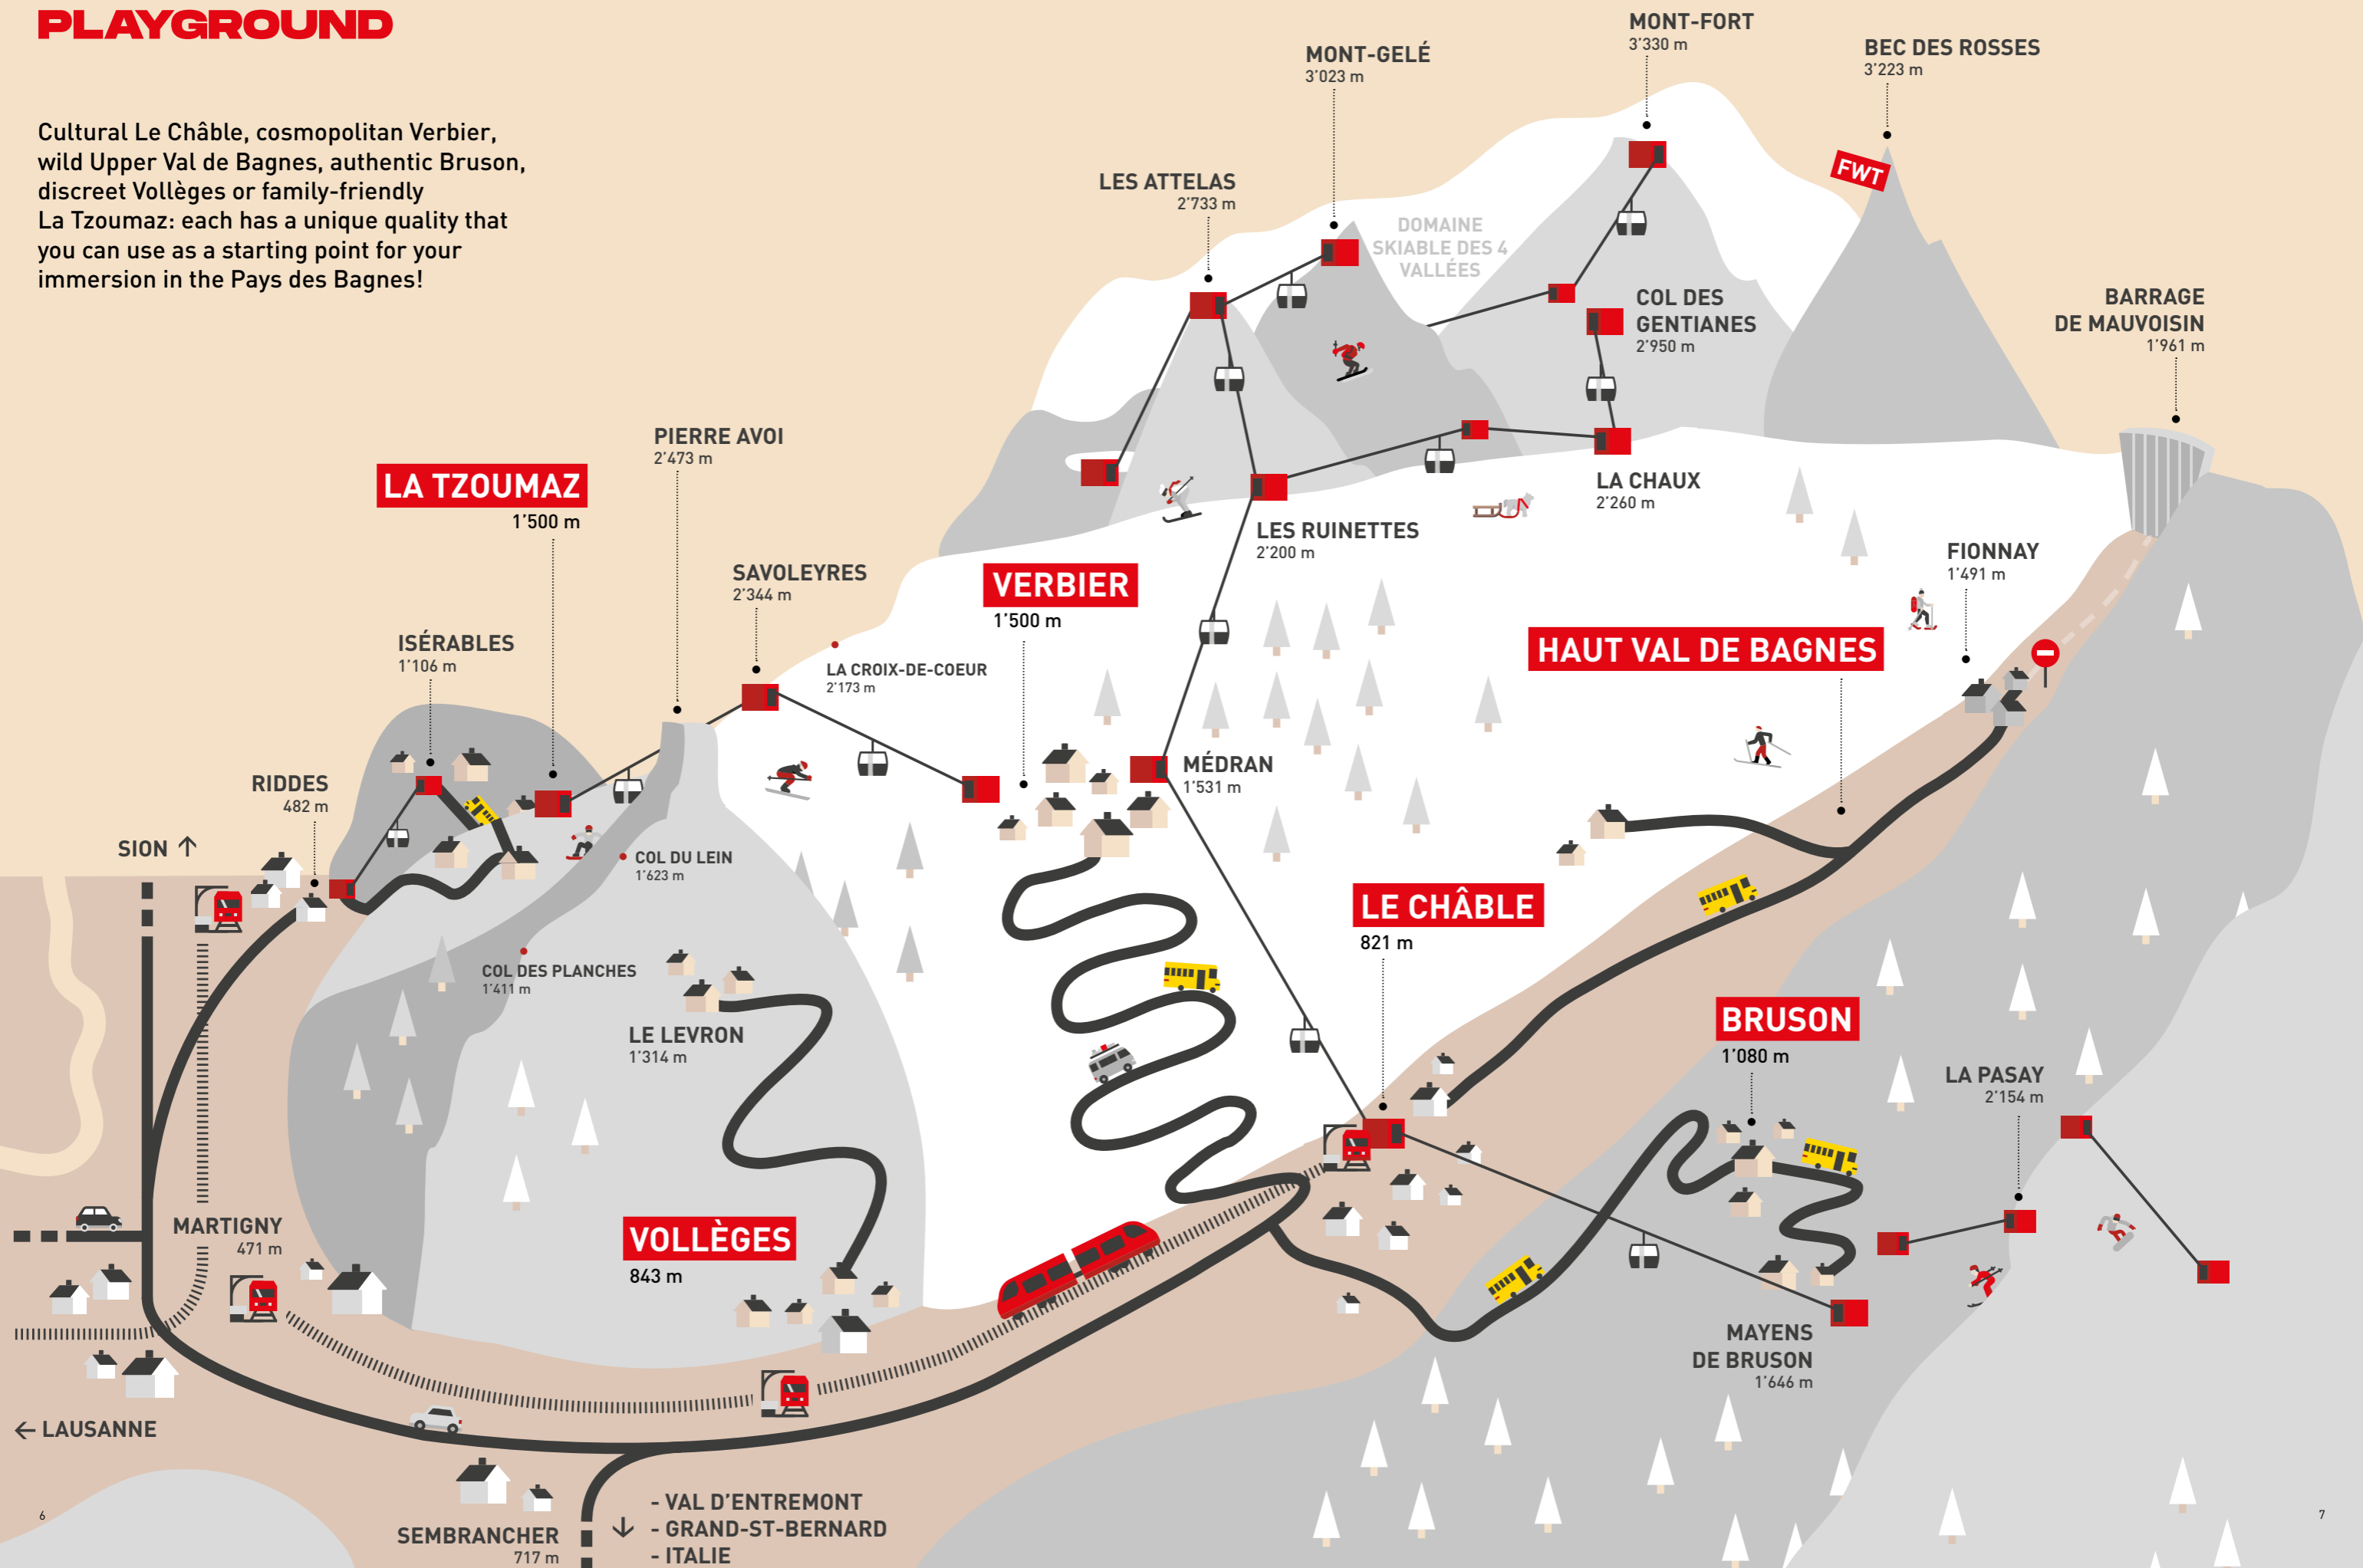 PLAYGROUND
Cultural Le Châble, cosmopolitan Verbier,
wild Upper Val de Bagnes, authentic Bruson,
discreet Vollèges or family-friendly
La Tzoumaz: each has a unique quality that
you can use as a starting point for your
immersion in the Pays des Bagnes!
MONT-FORT
3’330 m
BEC DES ROSSES
3’223 m
MONT-GELÉ
3’023 m
FWT
LES ATTELAS
2’733 m
DOMAINE
SKIABLE DES 4
VALLÉES
COL DES
GENTIANES
2’950 m
BARRAGE
DE MAUVOISIN
1’961 m
PIERRE AVOI
2’473 m
LA TZOUMAZ
1’500 m
LA CHAUX
2’260 m
LES RUINETTES
2’200 m
FIONNAY
1’491 m
SAVOLEYRES
2’344 m
VERBIER
1’500 m
HAUT VAL DE BAGNES
ISÉRABLES
1’106 m
LA CROIX-DE-COEUR
2’173 m
RIDDES
482 m
MÉDRAN
1’531 m
SION ↑
COL DU LEIN
1’623 m
LE CHÂBLE
821 m
COL DES PLANCHES
1’411 m
LE LEVRON
1’314 m
BRUSON
1’080 m
LA PASAY
2’154 m
MARTIGNY
471 m
VOLLÈGES
843 m
MAYENS
DE BRUSON
1’646 m
← LAUSANNE
SEMBRANCHER
717 m
↓
- VAL D’ENTREMONT
- GRAND-ST-BERNARD
- ITALIE
6
7